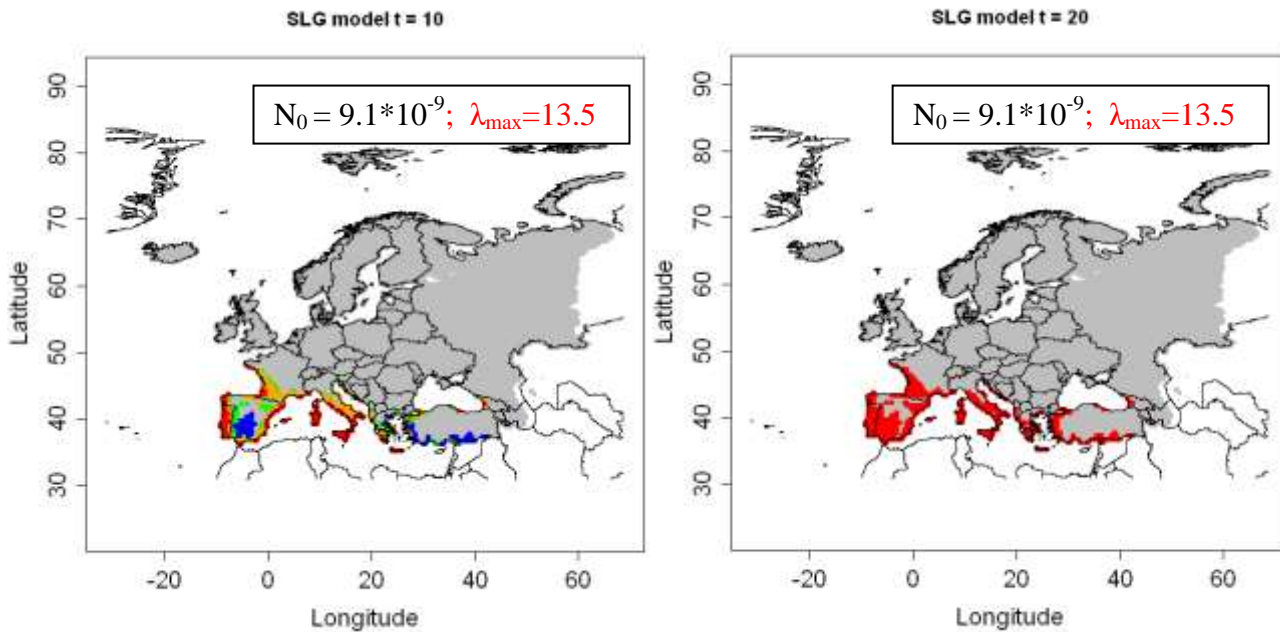 SLG model t = 10
N₀ = 9.1*10⁻⁹; λmax=13.5
90
80
70
60
50
40
30
Latitude
-20 0 20 40 60
Longitude
SLG model t = 20
N₀ = 9.1*10⁻⁹; λmax=13.5
90
80
70
60
50
40
30
Latitude
-20 0 20 40 60
Longitude